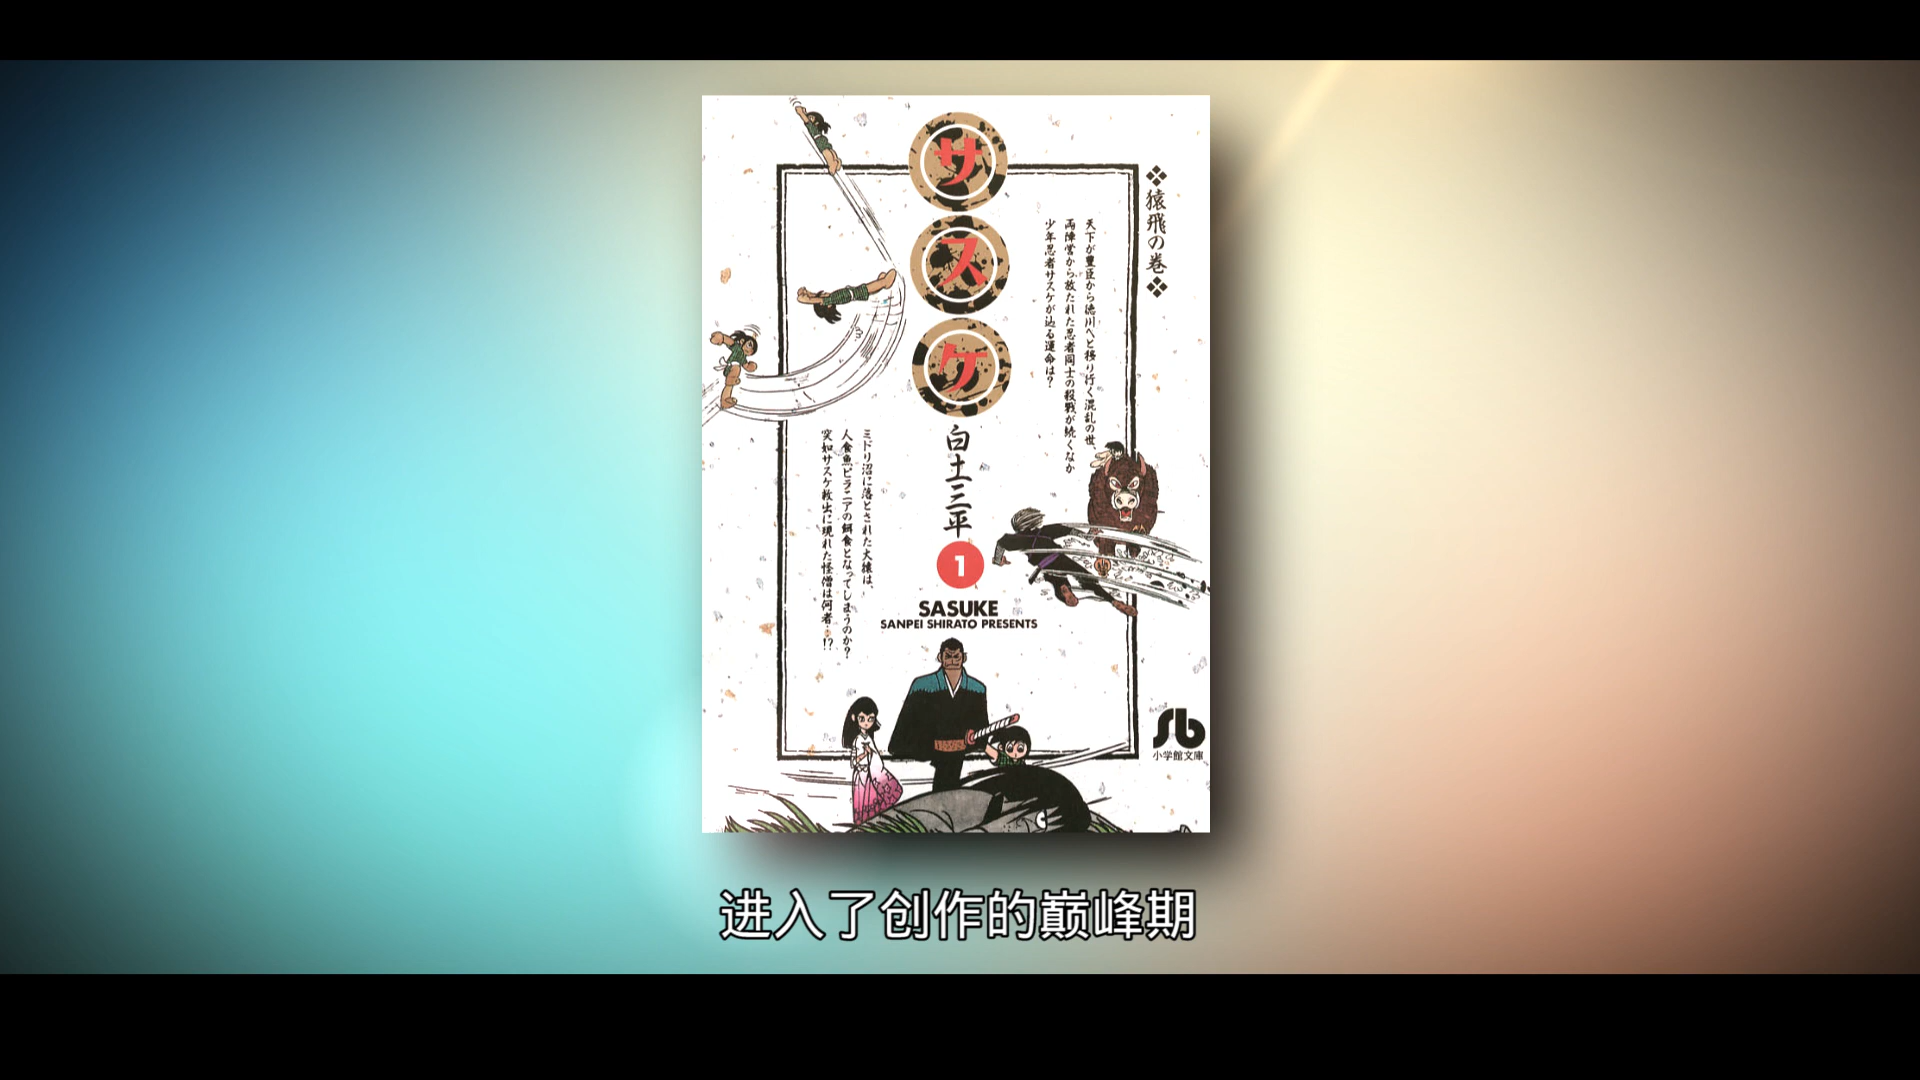 サスケ
❖猿飛の巻❖
天下が豊臣から徳川へと移り行く混乱の世、
両陣営から放たれた忍者同士の殺戮が続くなか
少年忍者サスケが辿る運命は?
白土三平
1
ミドリ沼に落とされた大猿は、
人食魚ピラニアの餌食となってしまうのか?
突如サスケ救出に現れた怪僧は何者!?
SASUKE
SANPEI SHIRATO PRESENTS
Sb
小学館文庫
进入了创作的巅峰期